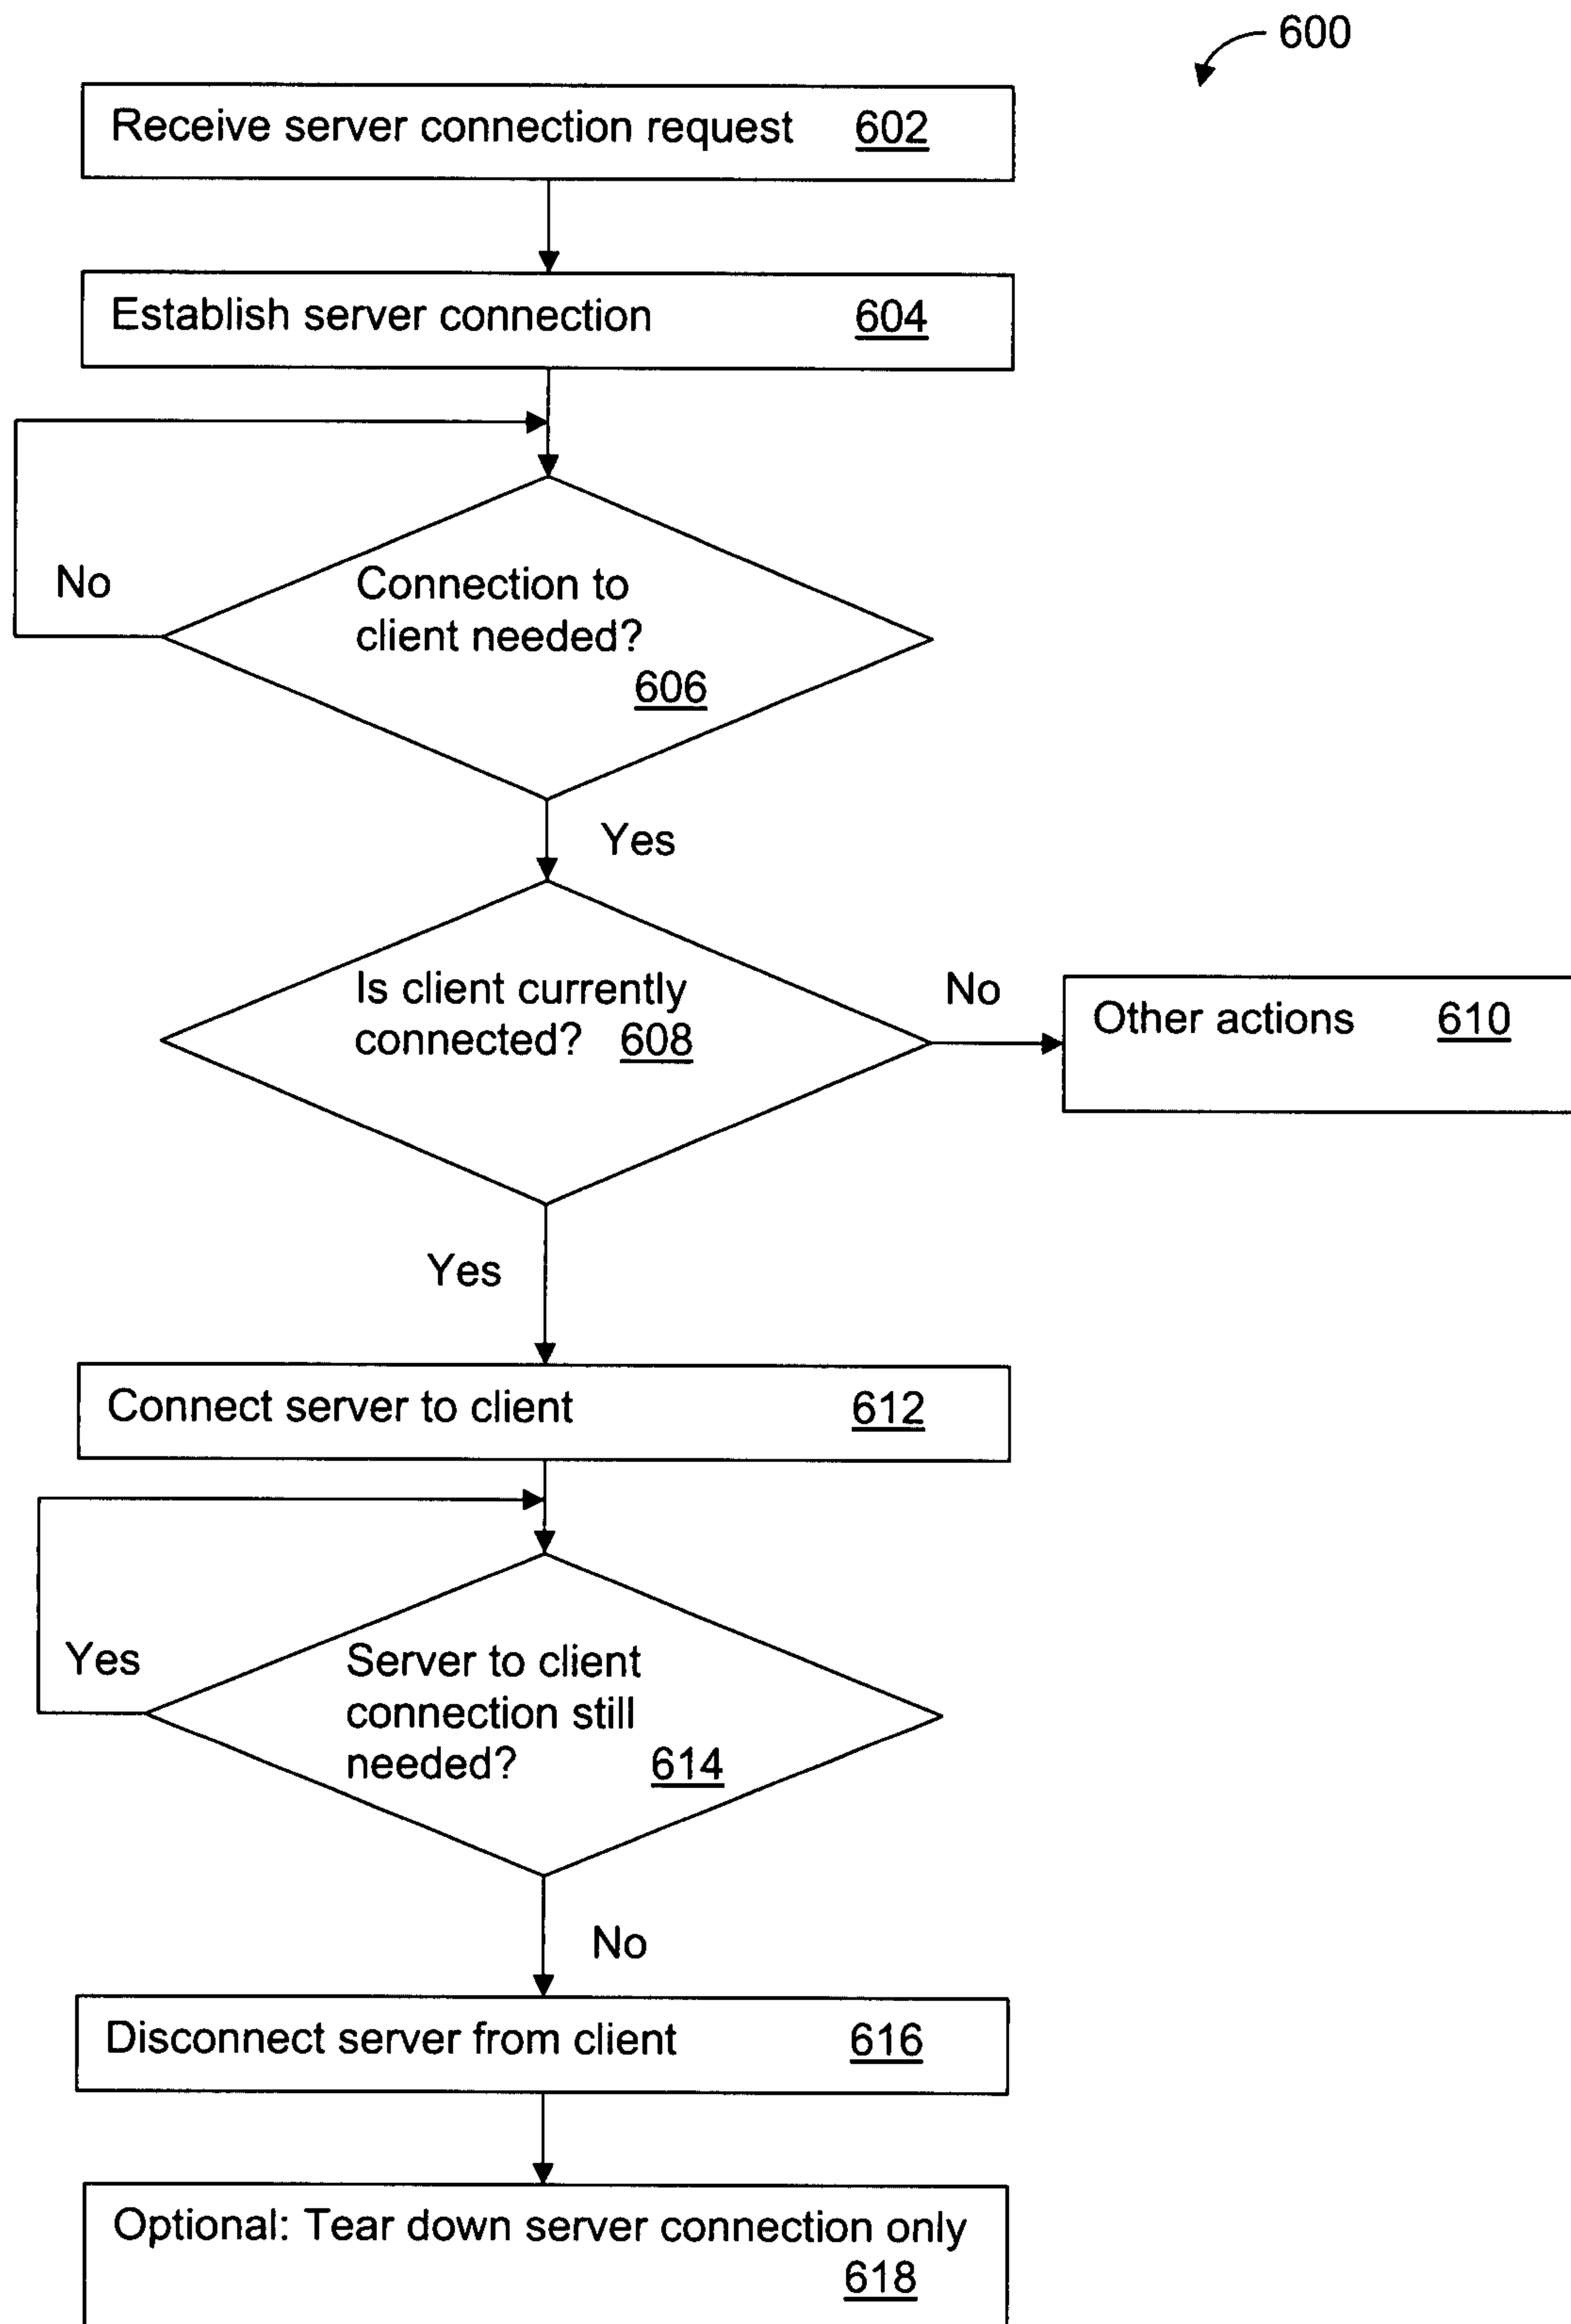 600
Receive server connection request 602
Establish server connection 604
No
Connection to
client needed?
606
Yes
Is client currently
connected? 608
No
Other actions 610
Yes
Connect server to client 612
Yes
Server to client
connection still
needed? 614
No
Disconnect server from client 616
Optional: Tear down server connection only
618